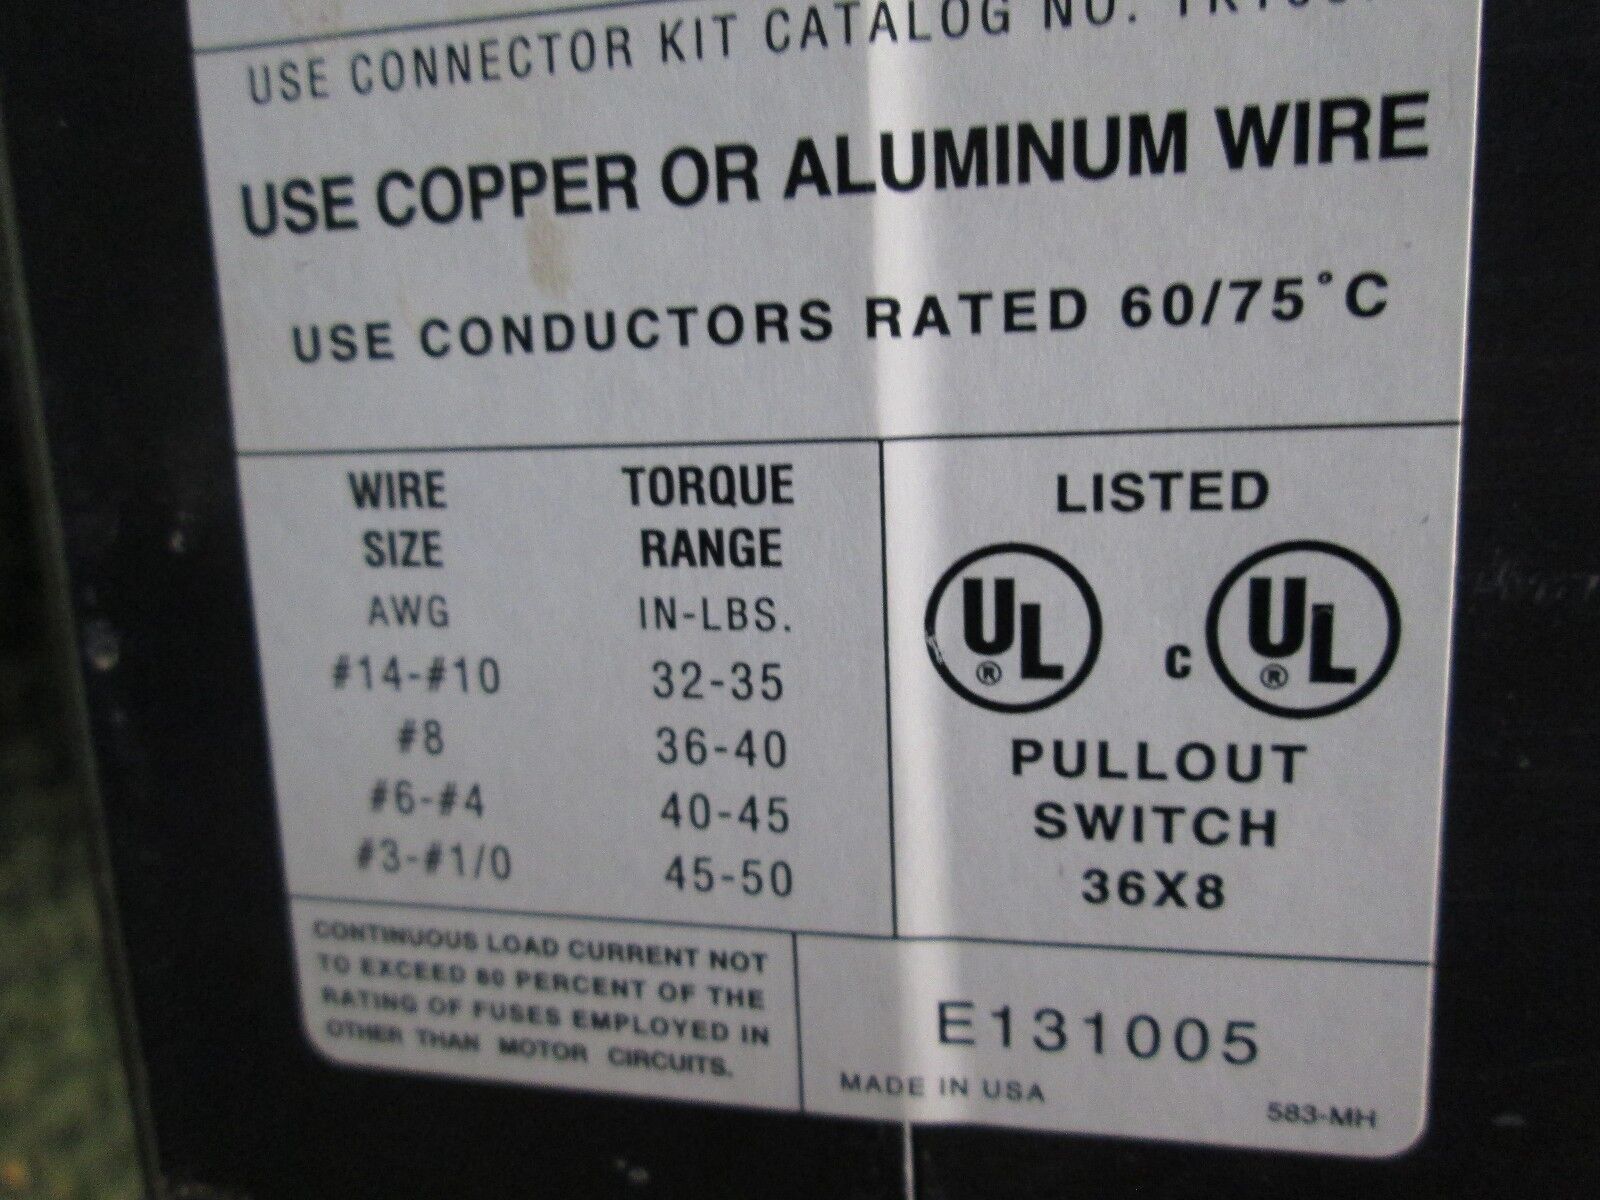 USE CONNECTOR KIT CATALOG NO.
USE COPPER OR ALUMINUM WIRE
USE CONDUCTORS RATED 60/75°C
WIRE SIZE
AWG
#14-#10
#8
#6-#4
#3-#1/0
TORQUE RANGE
IN-LBS.
32-35
36-40
40-45
45-50
LISTED
UL®
C UL®
PULLOUT
SWITCH
36X8
CONTINUOUS LOAD CURRENT NOT
TO EXCEED 80 PERCENT OF THE
RATING OF FUSES EMPLOYED IN
OTHER THAN MOTOR CIRCUITS.
E131005
MADE IN USA
583-MH